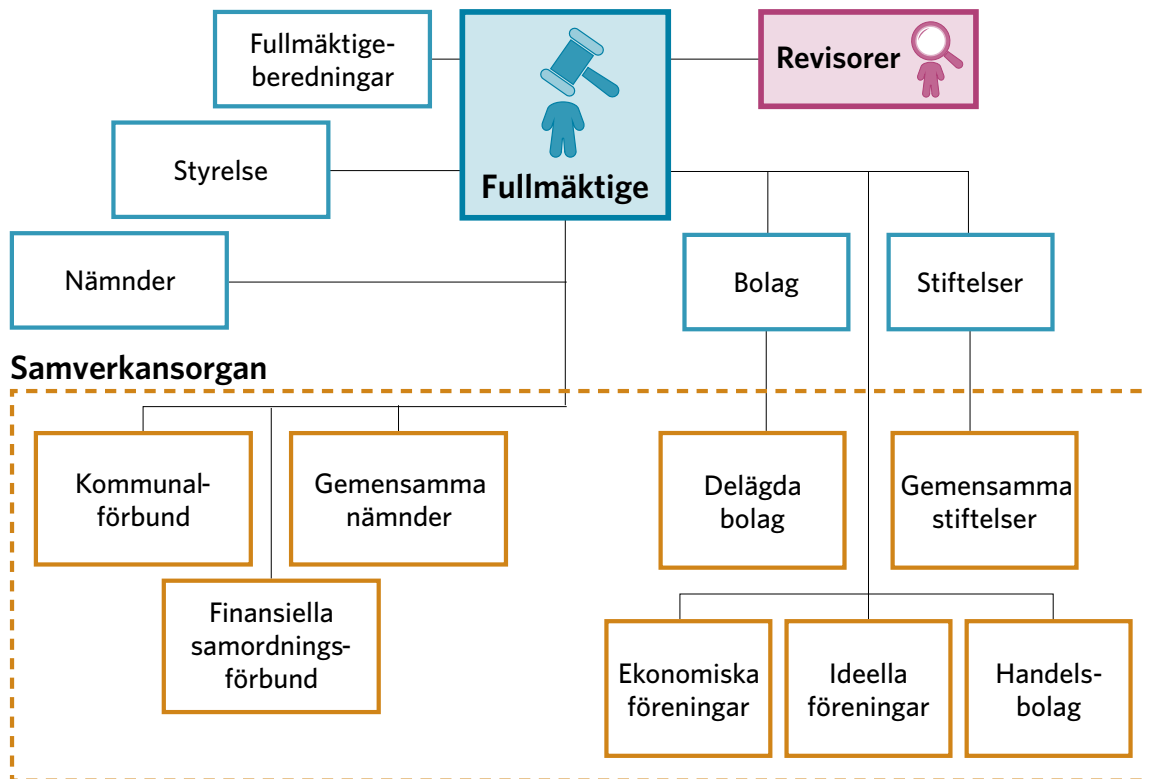 Fullmäktige-
beredningar
Fullmäktige
Revisorer
Styrelse
Nämnder
Bolag
Stiftelser
Samverkansorgan
Kommunal-
förbund
Gemensamma
nämnder
Delägda
bolag
Gemensamma
stiftelser
Finansiella
samordnings-
förbund
Ekonomiska
föreningar
Ideella
föreningar
Handels-
bolag